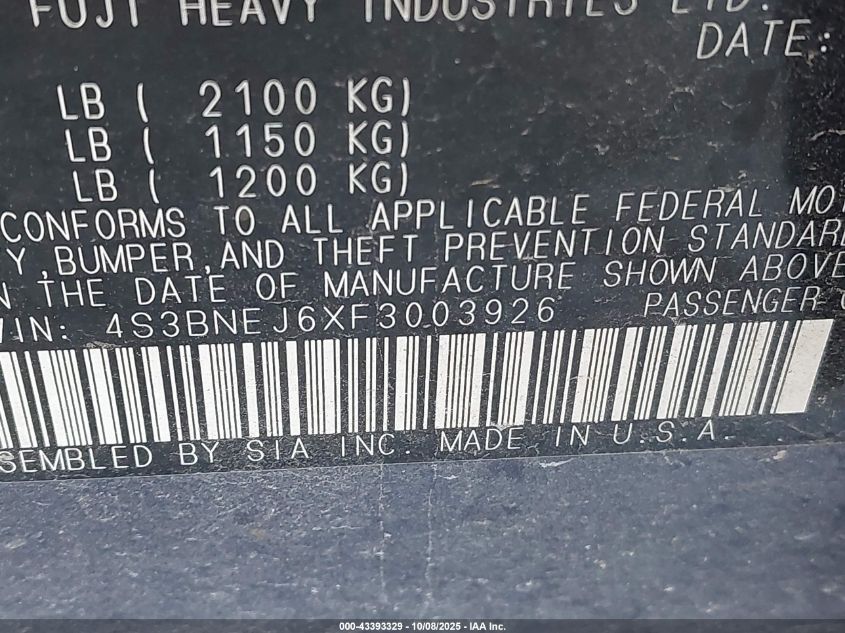 FUJI HEAVY INDUSTRIES LTD.
DATE:
LB ( 2100 KG)
LB ( 1150 KG)
LB ( 1200 KG)
CONFORMS TO ALL APPLICABLE FEDERAL MO
Y,BUMPER,AND THEFT PREVENTION STANDAR
N THE DATE OF MANUFACTURE SHOWN ABOVE
VIN: 4S3BNEJ6XF3003926 PASSENGER
SEMBLED BY SIA INC. MADE IN U.S.A.
000-43393329 - 10/08/2025 - IAA Inc.